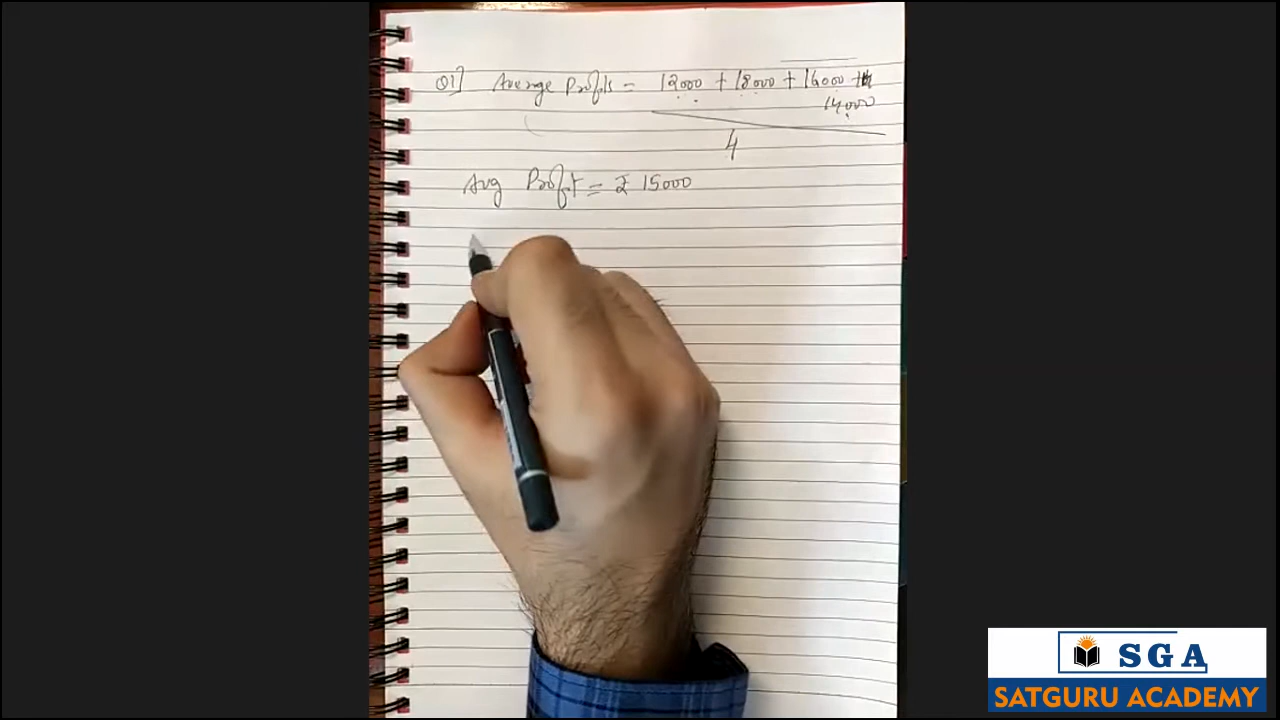 Q1] Average Profits = 12000 + 18000 + 16000 +
14000
4
Avg Profit = ₹ 15000
SGA
SATGURU ACADEMY